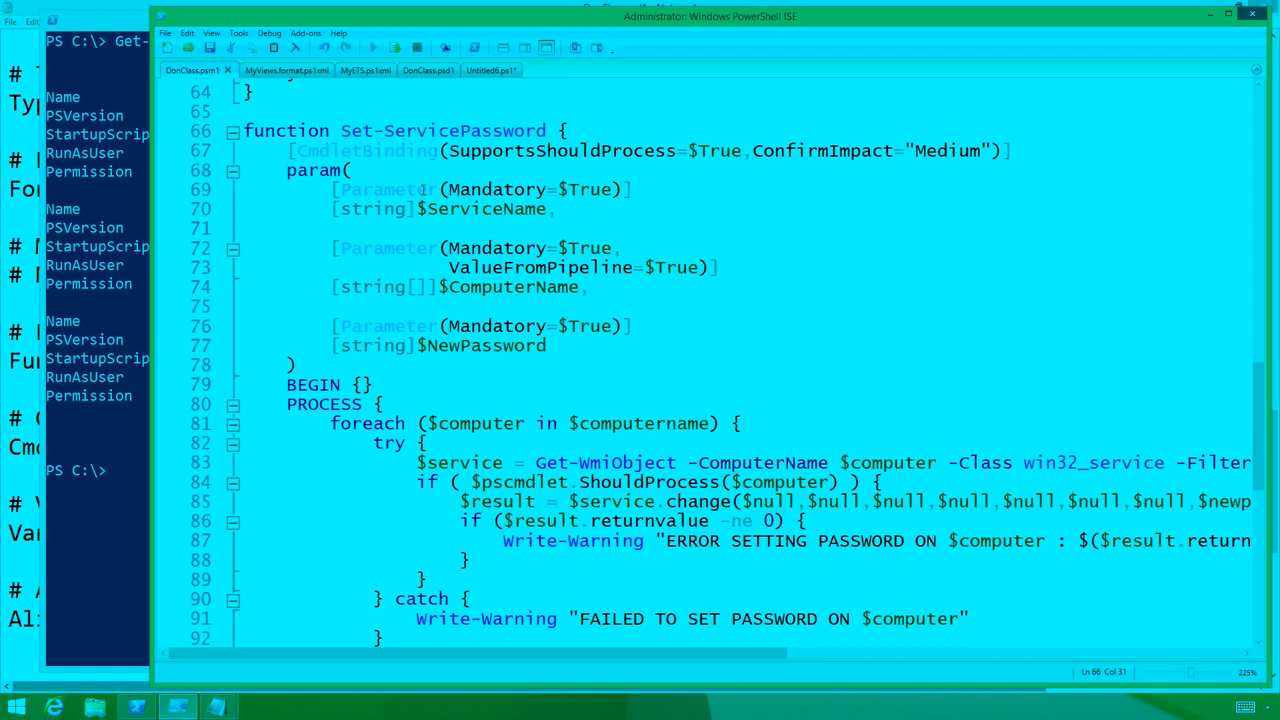 Administrator: Windows PowerShell ISE
File Edit View Tools Debug Add-ons Help
DonClass.psm1 MyViews.format.ps1xml MyETS.ps1xml DonClass.psd1 Untitled6.ps1*
64 }
65
66 function Set-ServicePassword {
67 [CmdletBinding(SupportsShouldProcess=$True,ConfirmImpact="Medium")]
68 param(
69 [Parameter(Mandatory=$True)]
70 [string]$ServiceName,
71
72 [Parameter(Mandatory=$True,
73 ValueFromPipeline=$True)]
74 [string[]]$ComputerName,
75
76 [Parameter(Mandatory=$True)]
77 [string]$NewPassword
78 )
79 BEGIN {}
80 PROCESS {
81 foreach ($computer in $computername) {
82 try {
83 $service = Get-WmiObject -ComputerName $computer -Class win32_service -Filter
84 if ( $pscmdlet.ShouldProcess($computer) ) {
85 $result = $service.change($null,$null,$null,$null,$null,$null,$null,$newp
86 if ($result.returnvalue -ne 0) {
87 Write-Warning "ERROR SETTING PASSWORD ON $computer : $($result.return
88 }
89 }
90 } catch {
91 Write-Warning "FAILED TO SET PASSWORD ON $computer"
92 }
Ln 66 Col 31
225%
PS C:\> Get-
Name
PSVersion
StartupScrip
RunAsUser
Permission
Name
PSVersion
StartupScrip
RunAsUser
Permission
Name
PSVersion
StartupScrip
RunAsUser
Permission
PS C:\>
File Edit
Typ
For
# M
# N
Fun
# C
Cmd
# V
Var
# A
Ali